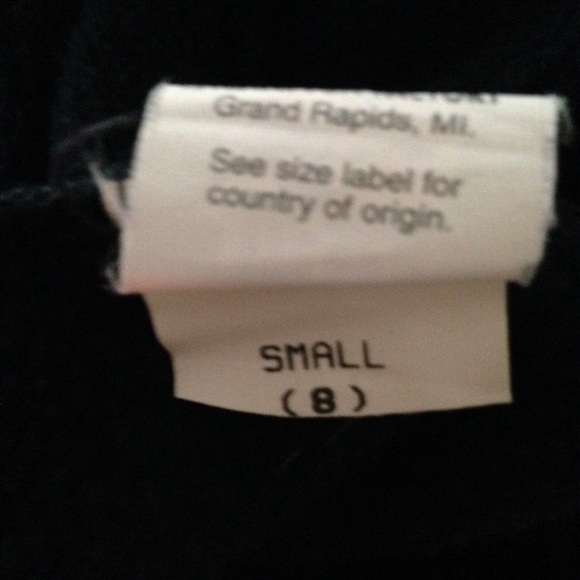 Grand Rapids, MI.
See size label for
country of origin.
SMALL
(8)